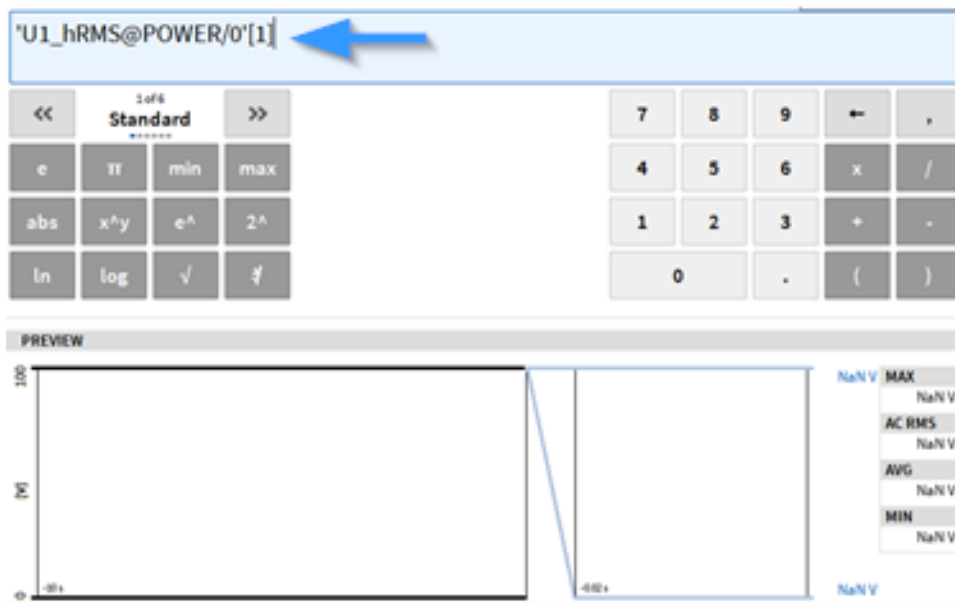 'U1_hRMS@POWER/0'[1]
<< 1 of 6 >> 7 8 9 ← ,
Standard
e π min max 4 5 6 x /
abs x^y e^ 2^ 1 2 3 + -
ln log √ 0 . ( )
PREVIEW
100 NaN V MAX
NaN V
AC RMS
NaN V
[V] AVG
NaN V
MIN
NaN V
0 NaN V